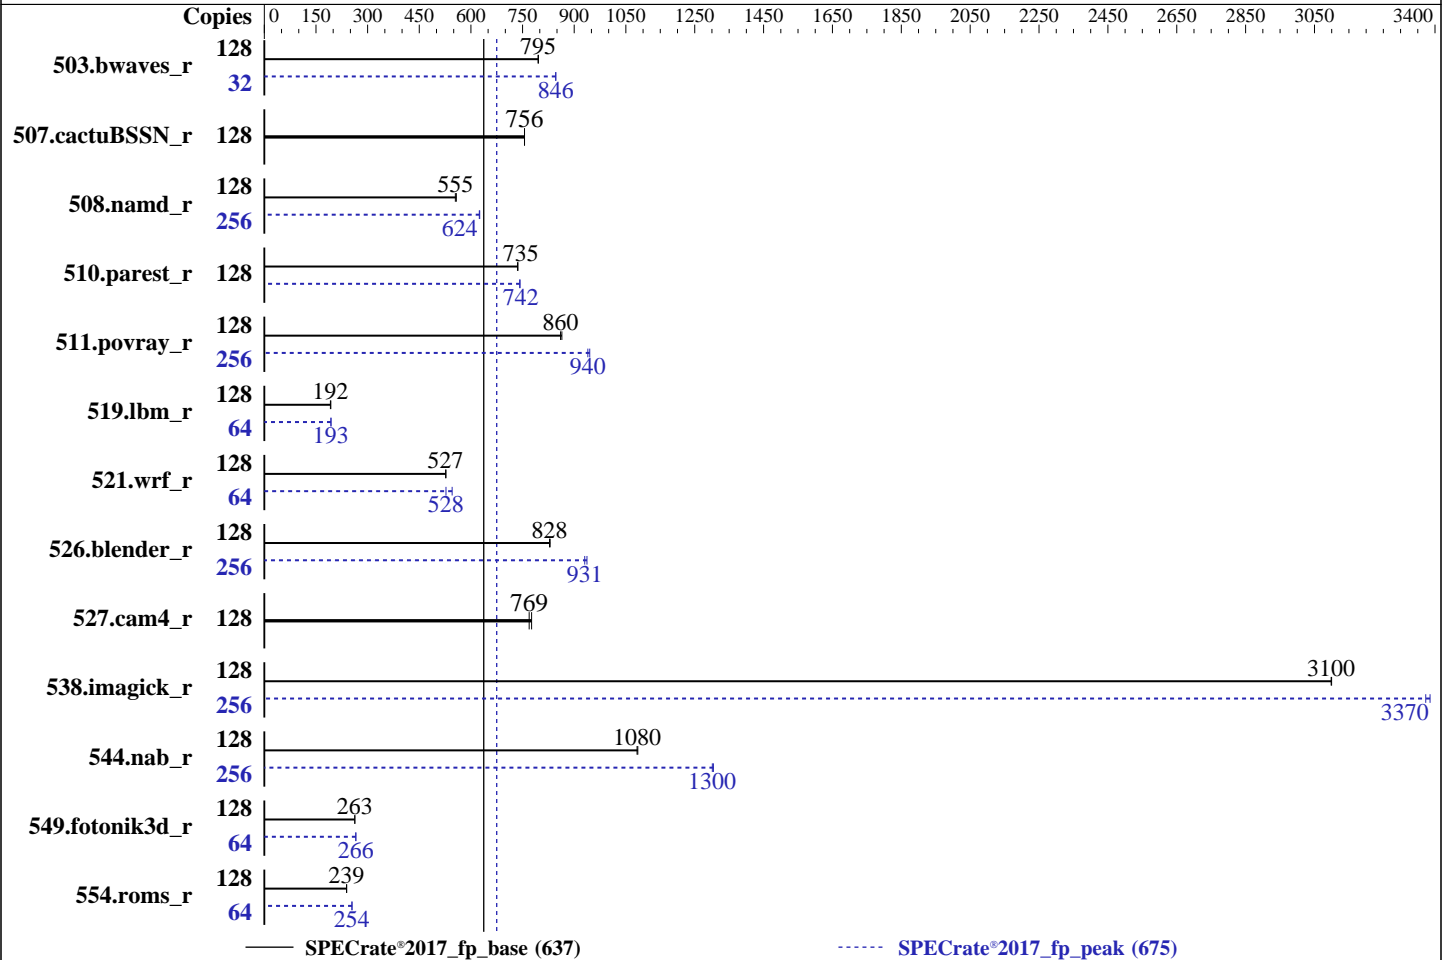 Copies 0 150 300 450 600 750 900 1050 1250 1450 1650 1850 2050 2250 2450 2650 2850 3050 3400
503.bwaves_r 128 795
32 846
507.cactuBSSN_r 128 756
508.namd_r 128 555
256 624
510.parest_r 128 735
742
511.povray_r 128 860
256 940
519.lbm_r 128 192
64 193
521.wrf_r 128 527
64 528
526.blender_r 128 828
256 931
527.cam4_r 128 769
538.imagick_r 128 3100
256 3370
544.nab_r 128 1080
256 1300
549.fotonik3d_r 128 263
64 266
554.roms_r 128 239
64 254
SPECrate®2017_fp_base (637) SPECrate®2017_fp_peak (675)